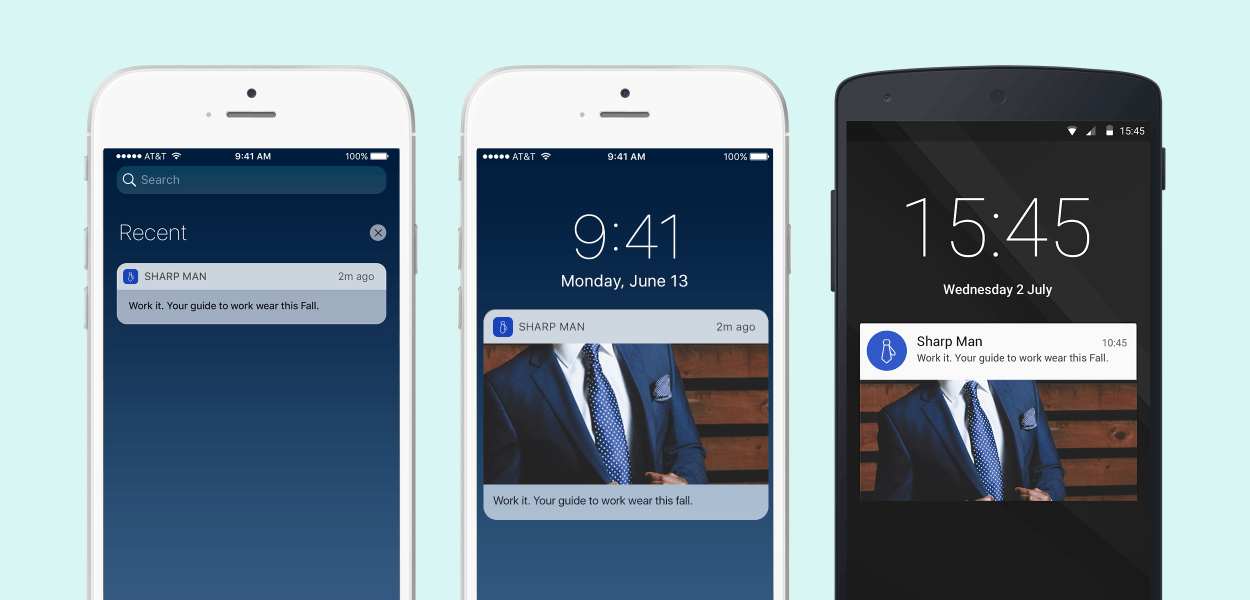 AT&T 9:41 AM 100%
Search
Recent
SHARP MAN 2m ago
Work it. Your guide to work wear this Fall.
AT&T 9:41 AM 100%
9:41
Monday, June 13
SHARP MAN 2m ago
Work it. Your guide to work wear this fall.
15:45
15:45
Wednesday 2 July
Sharp Man 10:45
Work it. Your guide to work wear this Fall.